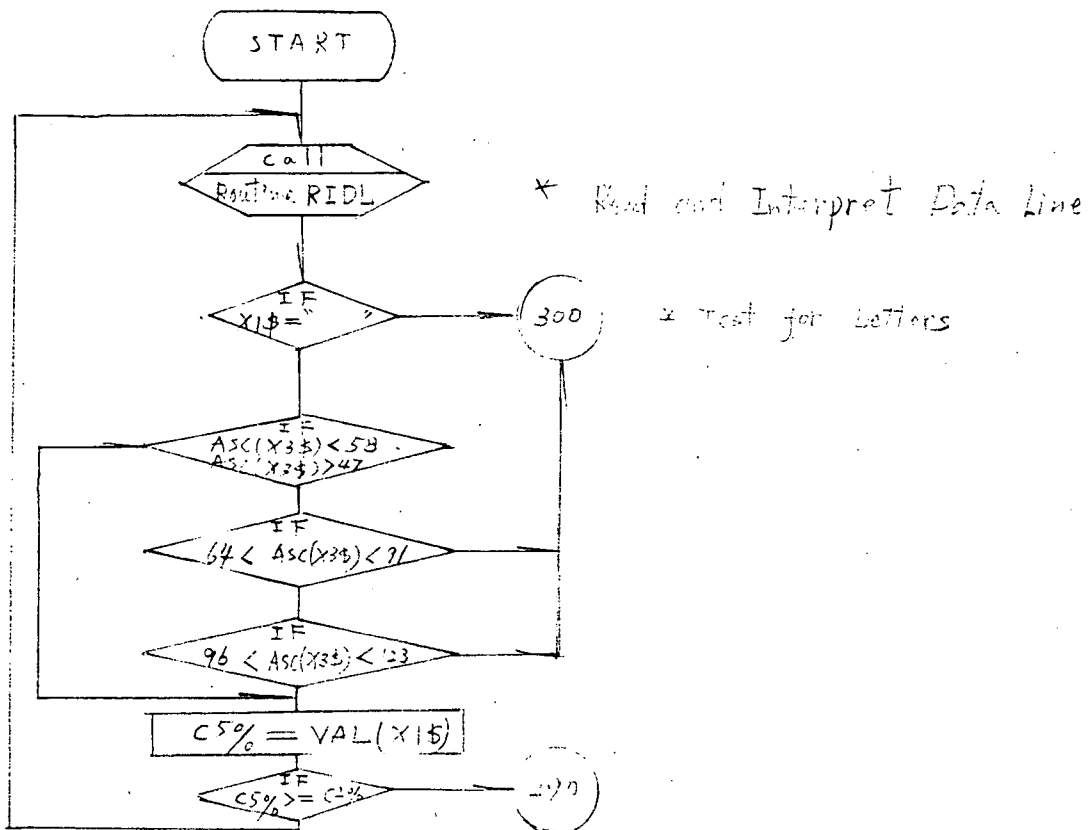 START
call
Routine RIDL
* Read and Interpret Data Line
IF
X1$="   "
300
* Test for Letters
IF
ASC(X3$)<58
ASC(X3$)>47
IF
64 < ASC(X3$) < 91
IF
96 < ASC(X3$) < 123
C5% = VAL(X1$)
IF
C5% >= C2%